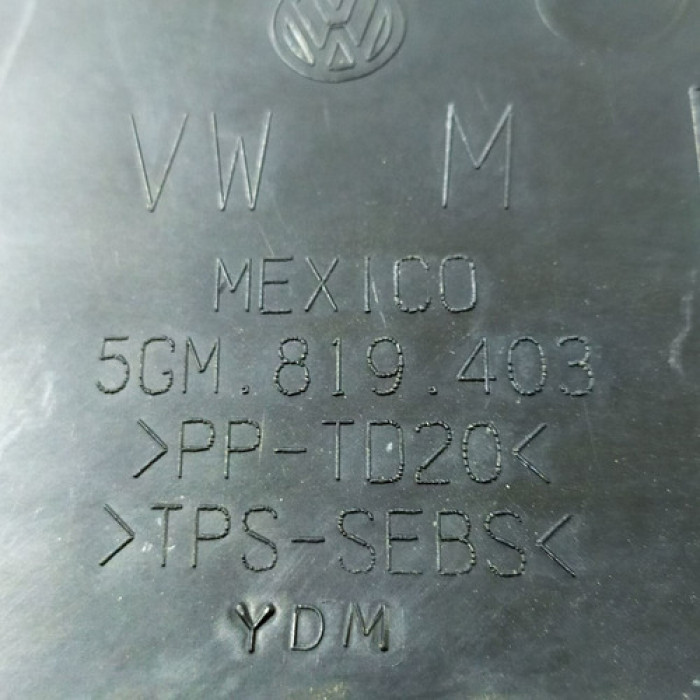 VW M
MEXICO
5GM.819.403
>PP-TD20<
>TPS-SEBS<
YDM